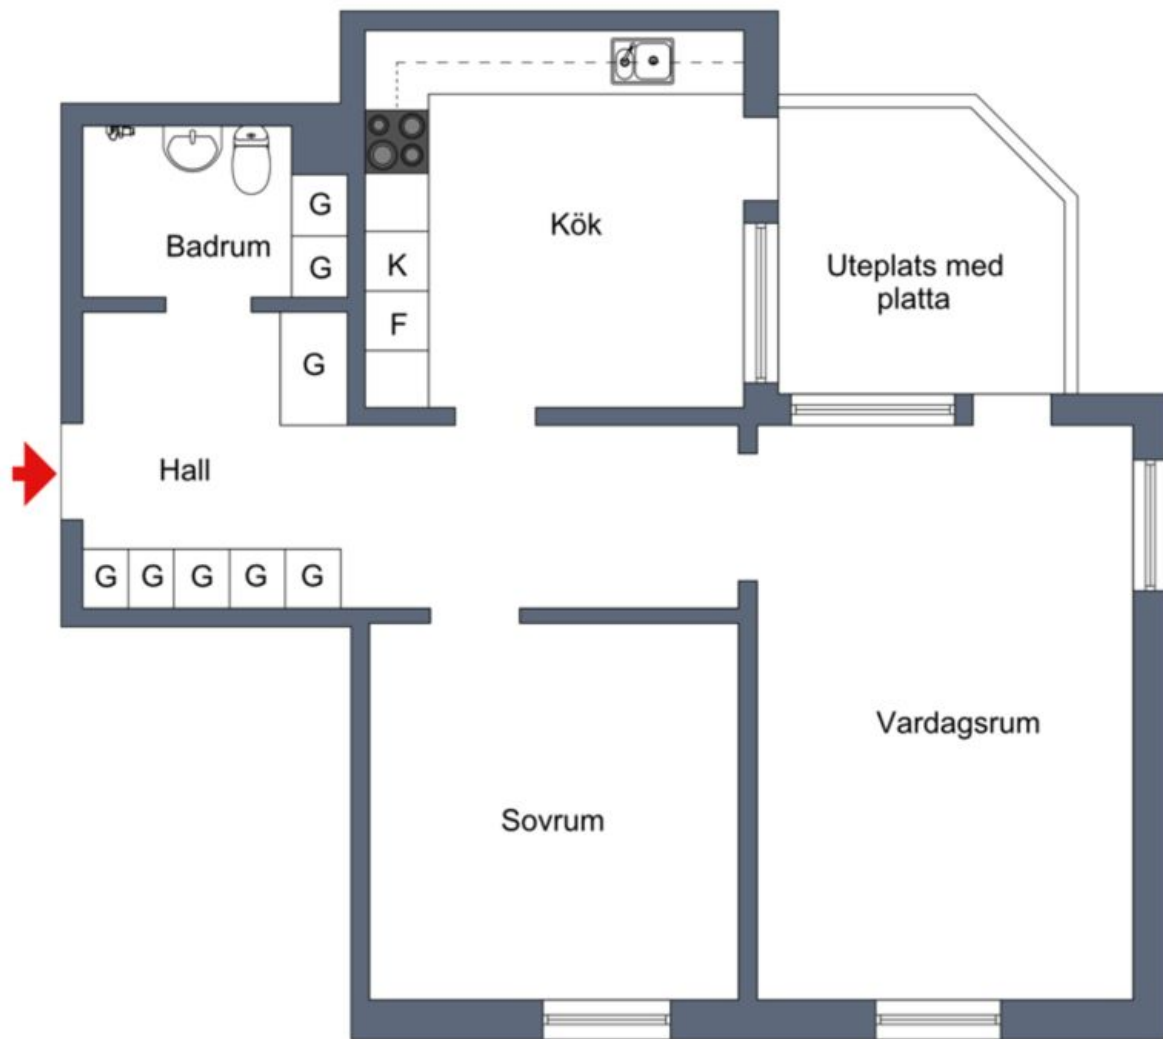 G
Kök
Badrum
G
K
Uteplats med
platta
F
G
Hall
G G G G G
Vardagsrum
Sovrum